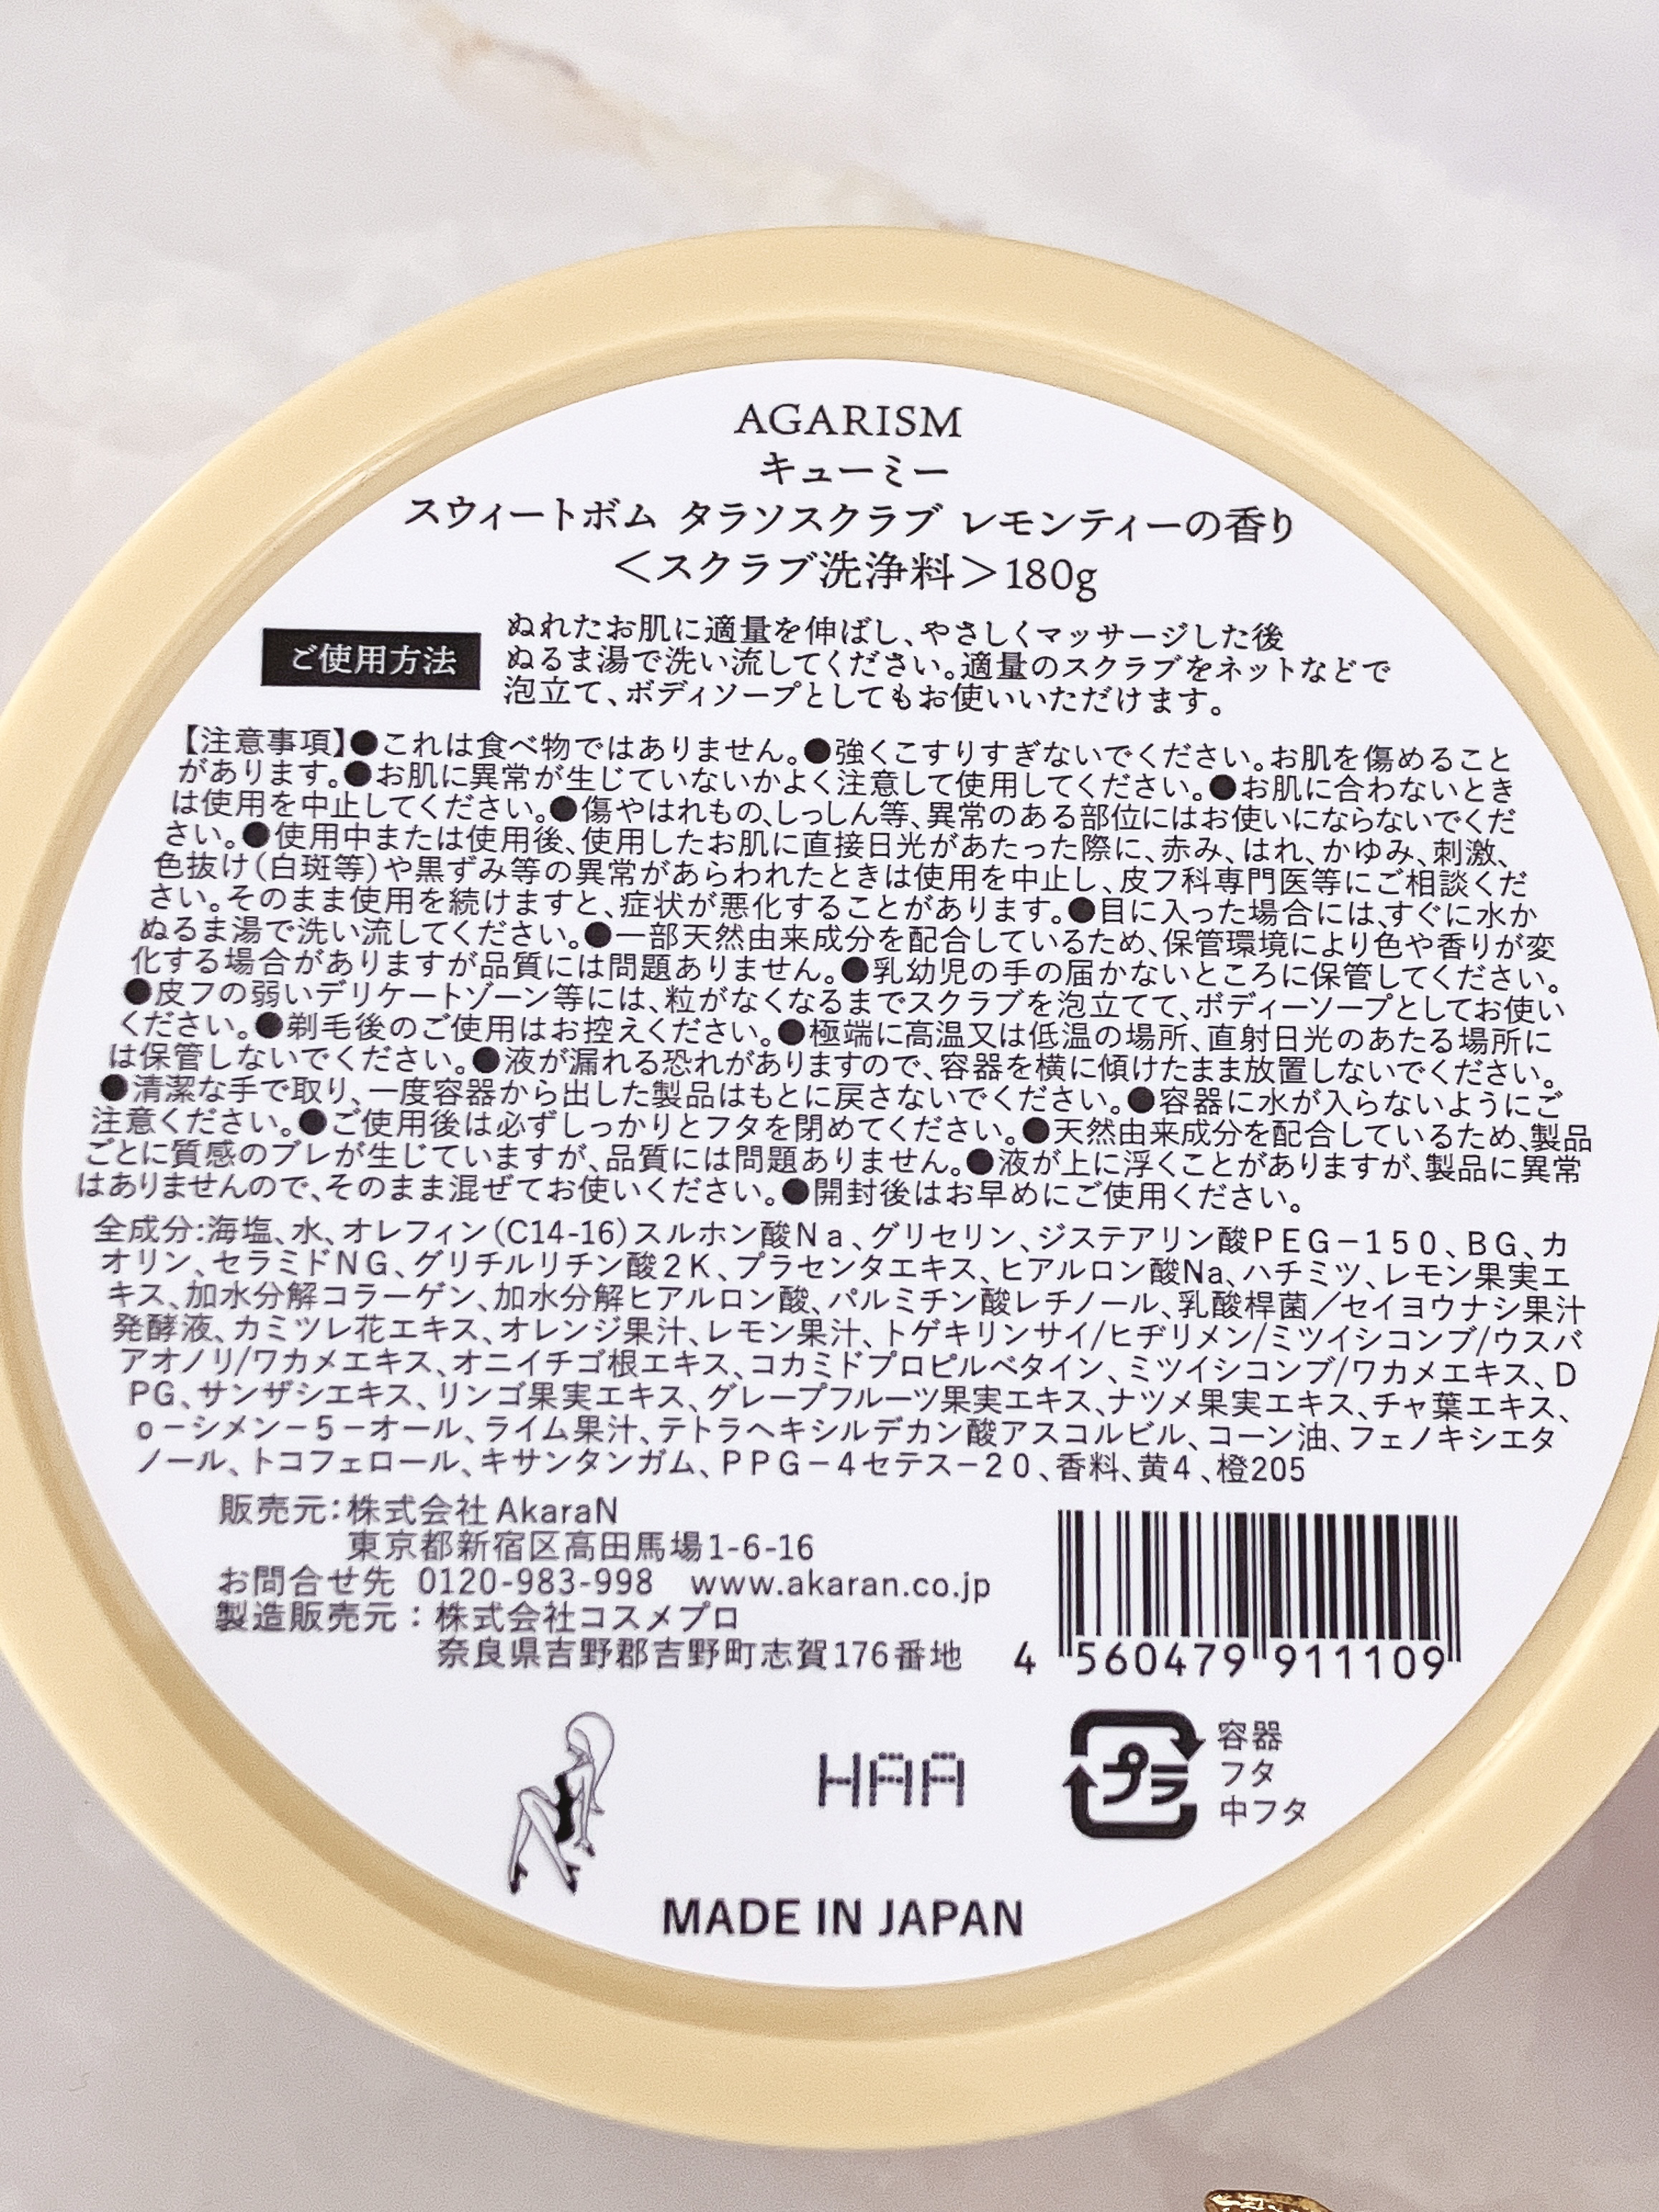 AGARISM
キューミー
スウィートボム タラソスクラブ レモンティーの香り
＜スクラブ洗浄料＞180g
ご使用方法
ぬれたお肌に適量を伸ばし、やさしくマッサージした後
ぬるま湯で洗い流してください。適量のスクラブをネットなどで
泡立て、ボディソープとしてもお使いいただけます。
【注意事項】●これは食べ物ではありません。●強くこすりすぎないでください。お肌を傷めること
があります。●お肌に異常が生じていないかよく注意して使用してください。●お肌に合わないとき
は使用を中止してください。●傷やはれもの、しっしん等、異常のある部位にはお使いにならないでくだ
さい。●使用中または使用後、使用したお肌に直接日光があたった際に、赤み、はれ、かゆみ、刺激、
色抜け（白斑等）や黒ずみ等の異常があらわれたときは使用を中止し、皮フ科専門医等にご相談くだ
さい。そのまま使用を続けますと、症状が悪化することがあります。●目に入った場合には、すぐに水か
ぬるま湯で洗い流してください。●一部天然由来成分を配合しているため、保管環境により色や香りが変
化する場合がありますが品質には問題ありません。●乳幼児の手の届かないところに保管してください。
●皮フの弱いデリケートゾーン等には、粒がなくなるまでスクラブを泡立てて、ボディーソープとしてお使い
ください。●剃毛後のご使用はお控えください。●極端に高温又は低温の場所、直射日光のあたる場所に
は保管しないでください。●液が漏れる恐れがありますので、容器を横に傾けたまま放置しないでください。
●清潔な手で取り、一度容器から出した製品はもとに戻さないでください。●容器に水が入らないようにご
注意ください。●ご使用後は必ずしっかりとフタを閉めてください。●天然由来成分を配合しているため、製品
ごとに質感のブレが生じていますが、品質には問題ありません。●液が上に浮くことがありますが、製品に異常
はありませんので、そのまま混ぜてお使いください。●開封後はお早めにご使用ください。
全成分:海塩、水、オレフィン（C14-16）スルホン酸Ｎａ、グリセリン、ジステアリン酸ＰＥＧ－１５０、ＢＧ、カ
オリン、セラミドＮＧ、グリチルリチン酸２Ｋ、プラセンタエキス、ヒアルロン酸Na、ハチミツ、レモン果実エ
キス、加水分解コラーゲン、加水分解ヒアルロン酸、パルミチン酸レチノール、乳酸桿菌／セイヨウナシ果汁
発酵液、カミツレ花エキス、オレンジ果汁、レモン果汁、トゲキリンサイ/ヒヂリメン/ミツイシコンブ/ウスバ
アオノリ/ワカメエキス、オニイチゴ根エキス、コカミドプロピルベタイン、ミツイシコンブ/ワカメエキス、Ｄ
ＰＧ、サンザシエキス、リンゴ果実エキス、グレープフルーツ果実エキス、ナツメ果実エキス、チャ葉エキス、
ｏ－シメン－５－オール、ライム果汁、テトラヘキシルデカン酸アスコルビル、コーン油、フェノキシエタ
ノール、トコフェロール、キサンタンガム、ＰＰＧ－４セテス－２０、香料、黄４、橙205
販売元：株式会社 AkaraN
東京都新宿区高田馬場1-6-16
お問合せ先 0120-983-998 www.akaran.co.jp
製造販売元：株式会社コスメプロ
奈良県吉野郡吉野町志賀176番地
4 560479 911109
HAA
プラ
容器
フタ
中フタ
MADE IN JAPAN